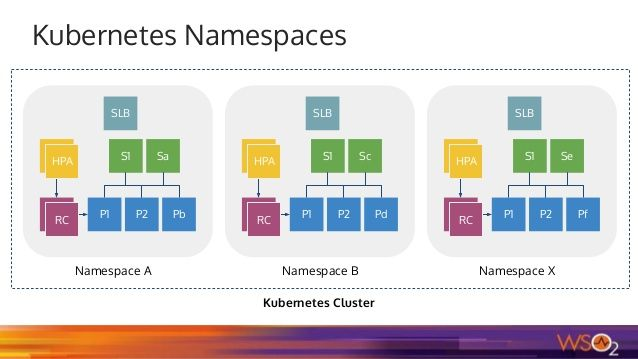 Kubernetes Namespaces
SLB
HPA
S1
Sa
RC
P1
P2
Pb
Namespace A
SLB
HPA
S1
Sc
RC
P1
P2
Pd
Namespace B
SLB
HPA
S1
Se
RC
P1
P2
Pf
Namespace X
Kubernetes Cluster
WSO2